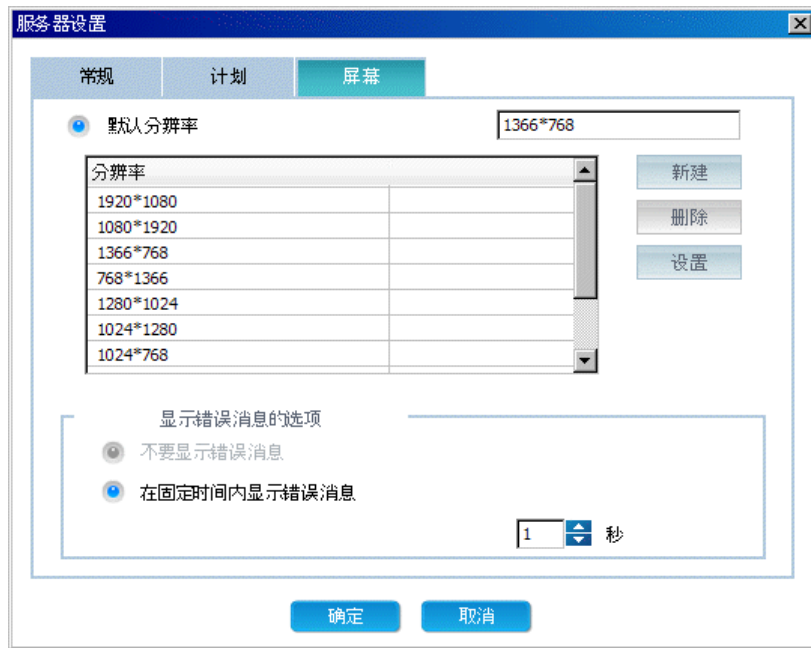 服务器设置
常规 计划 屏幕
默认分辨率 1366*768
分辨率
新建
1920*1080
1080*1920
删除
1366*768
768*1366
设置
1280*1024
1024*1280
1024*768
显示错误消息的选项
不要显示错误消息
在固定时间内显示错误消息
1 秒
确定 取消